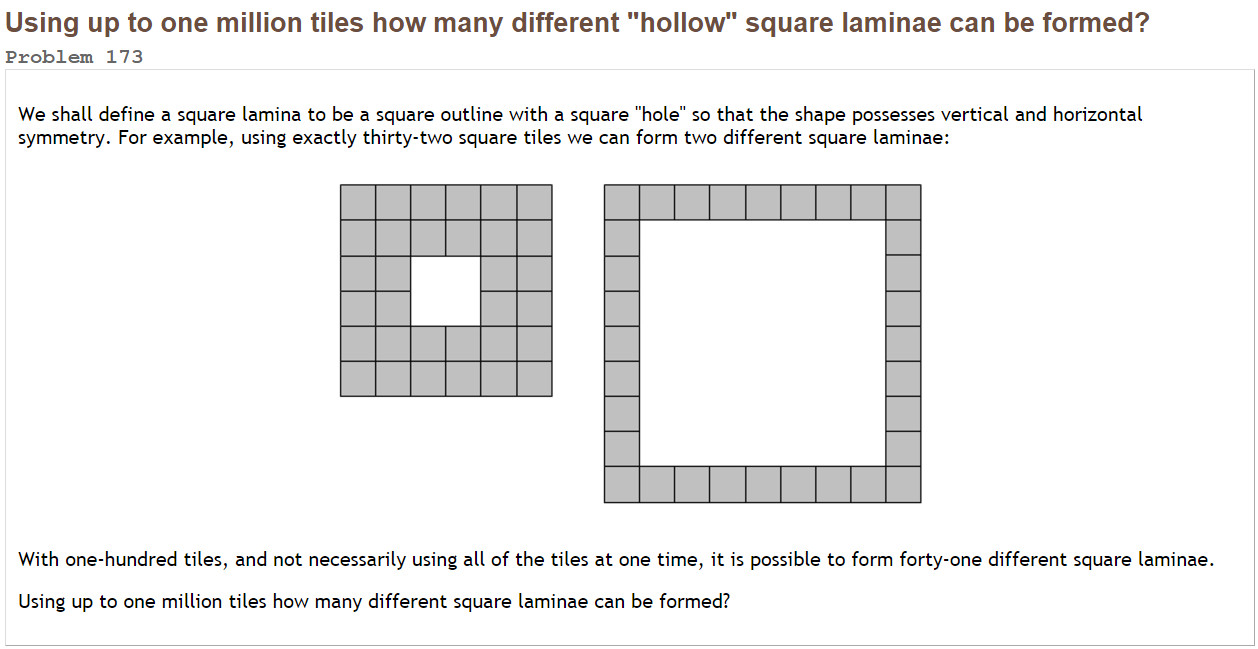 Using up to one million tiles how many different "hollow" square laminae can be formed?
Problem 173
We shall define a square lamina to be a square outline with a square "hole" so that the shape possesses vertical and horizontal
symmetry. For example, using exactly thirty-two square tiles we can form two different square laminae:
With one-hundred tiles, and not necessarily using all of the tiles at one time, it is possible to form forty-one different square laminae.
Using up to one million tiles how many different square laminae can be formed?